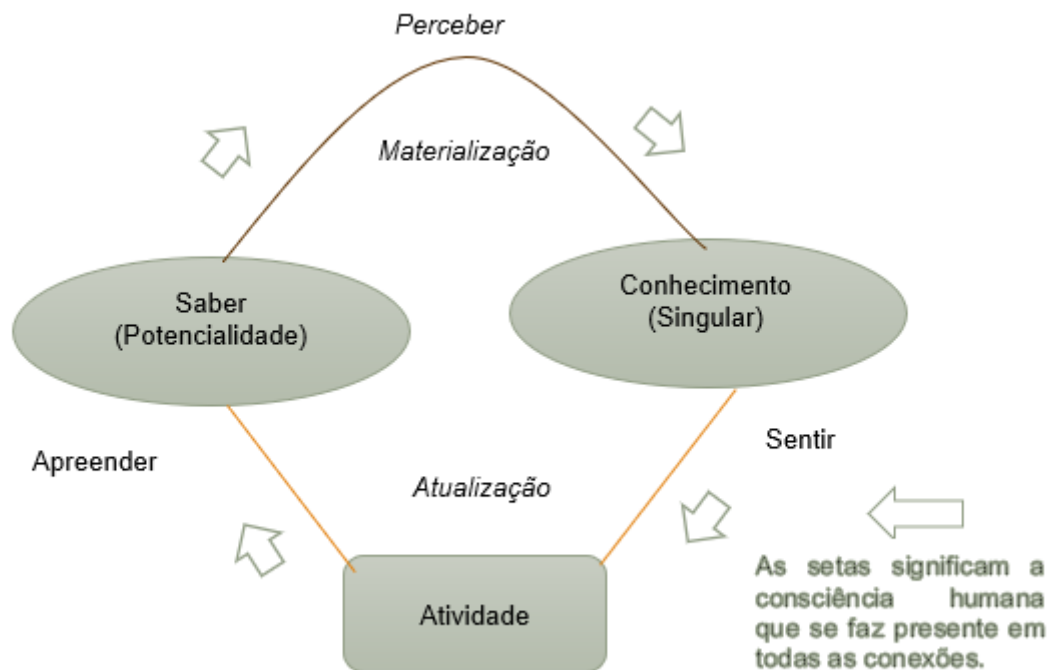 Perceber
Materialização
Saber
(Potencialidade)
Conhecimento
(Singular)
Apreender
Sentir
Atualização
Atividade
As setas significam a
consciência humana
que se faz presente em
todas as conexões.